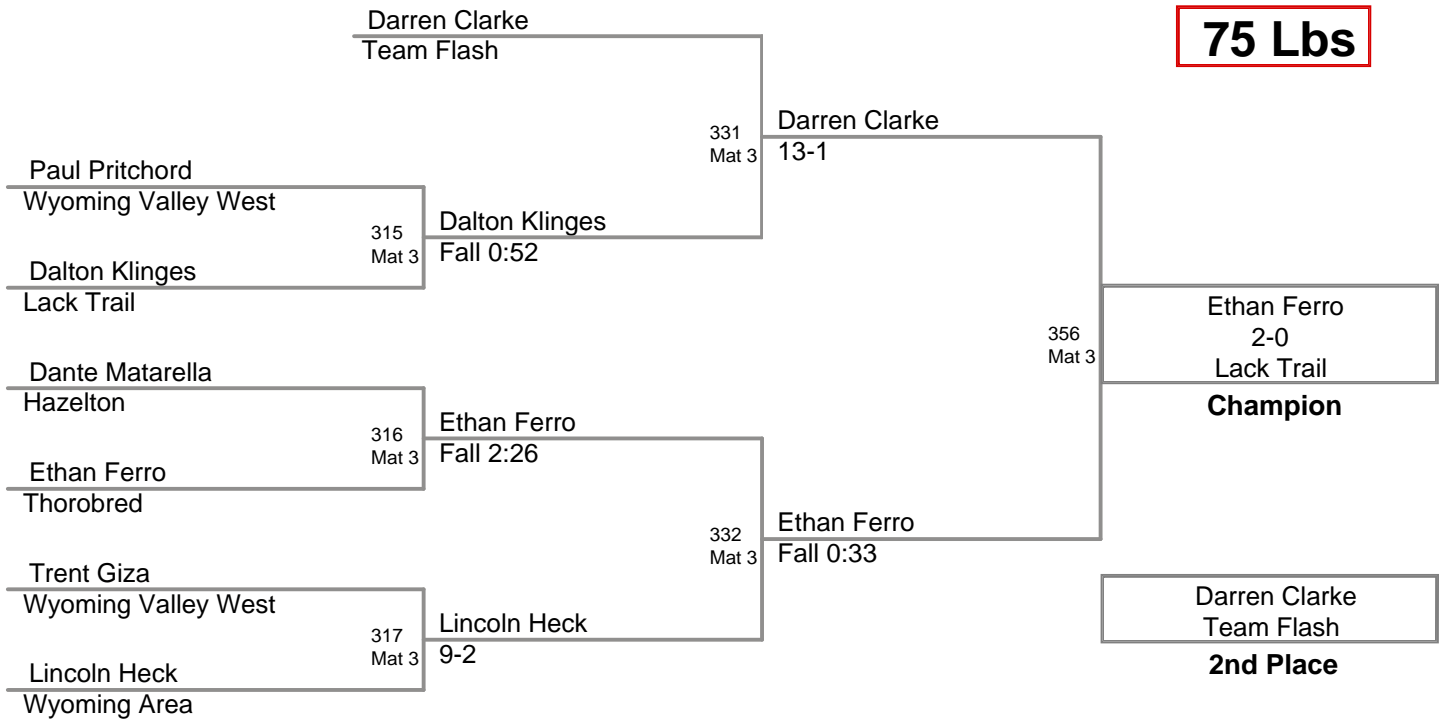 Darren Clarke
Team Flash
75 Lbs
331
Mat 3
Darren Clarke
13-1
Paul Pritchord
Wyoming Valley West
315
Mat 3
Dalton Klinges
Fall 0:52
Dalton Klinges
Lack Trail
356
Mat 3
Ethan Ferro
2-0
Lack Trail
Champion
Dante Matarella
Hazelton
316
Mat 3
Ethan Ferro
Fall 2:26
Ethan Ferro
Thorobred
332
Mat 3
Ethan Ferro
Fall 0:33
Trent Giza
Wyoming Valley West
317
Mat 3
Lincoln Heck
9-2
Lincoln Heck
Wyoming Area
Darren Clarke
Team Flash
2nd Place